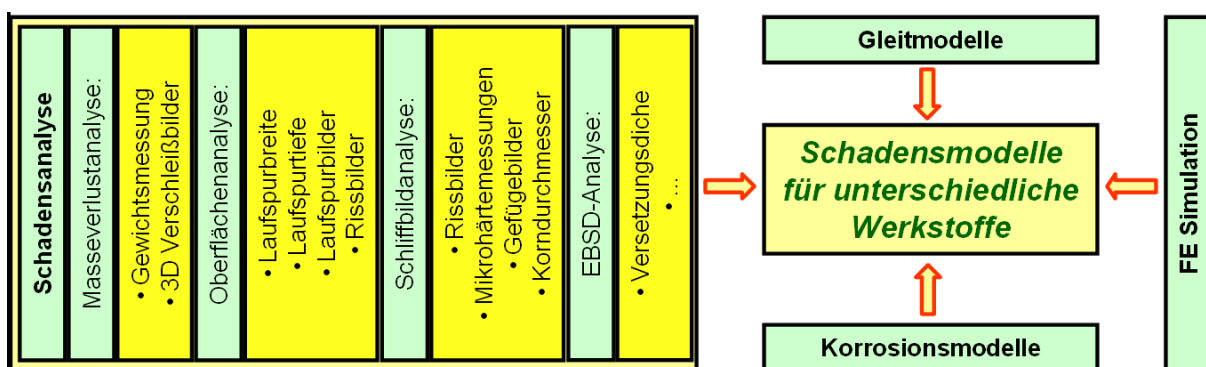 Schadensanalyse
Masseverlustanalyse:
• Gewichtsmessung
• 3D Verschleißbilder
Oberflächenanalyse:
• Laufspurbreite
• Laufspurtiefe
• Laufspurbilder
• Rissbilder
Schliffbildanalyse:
• Rissbilder
• Mikrohärtemessungen
• Gefügebilder
• Korndurchmesser
EBSD-Analyse:
• Versetzungsdiche
• ...
Gleitmodelle
Schadensmodelle
für unterschiedliche
Werkstoffe
Korrosionsmodelle
FE Simulation